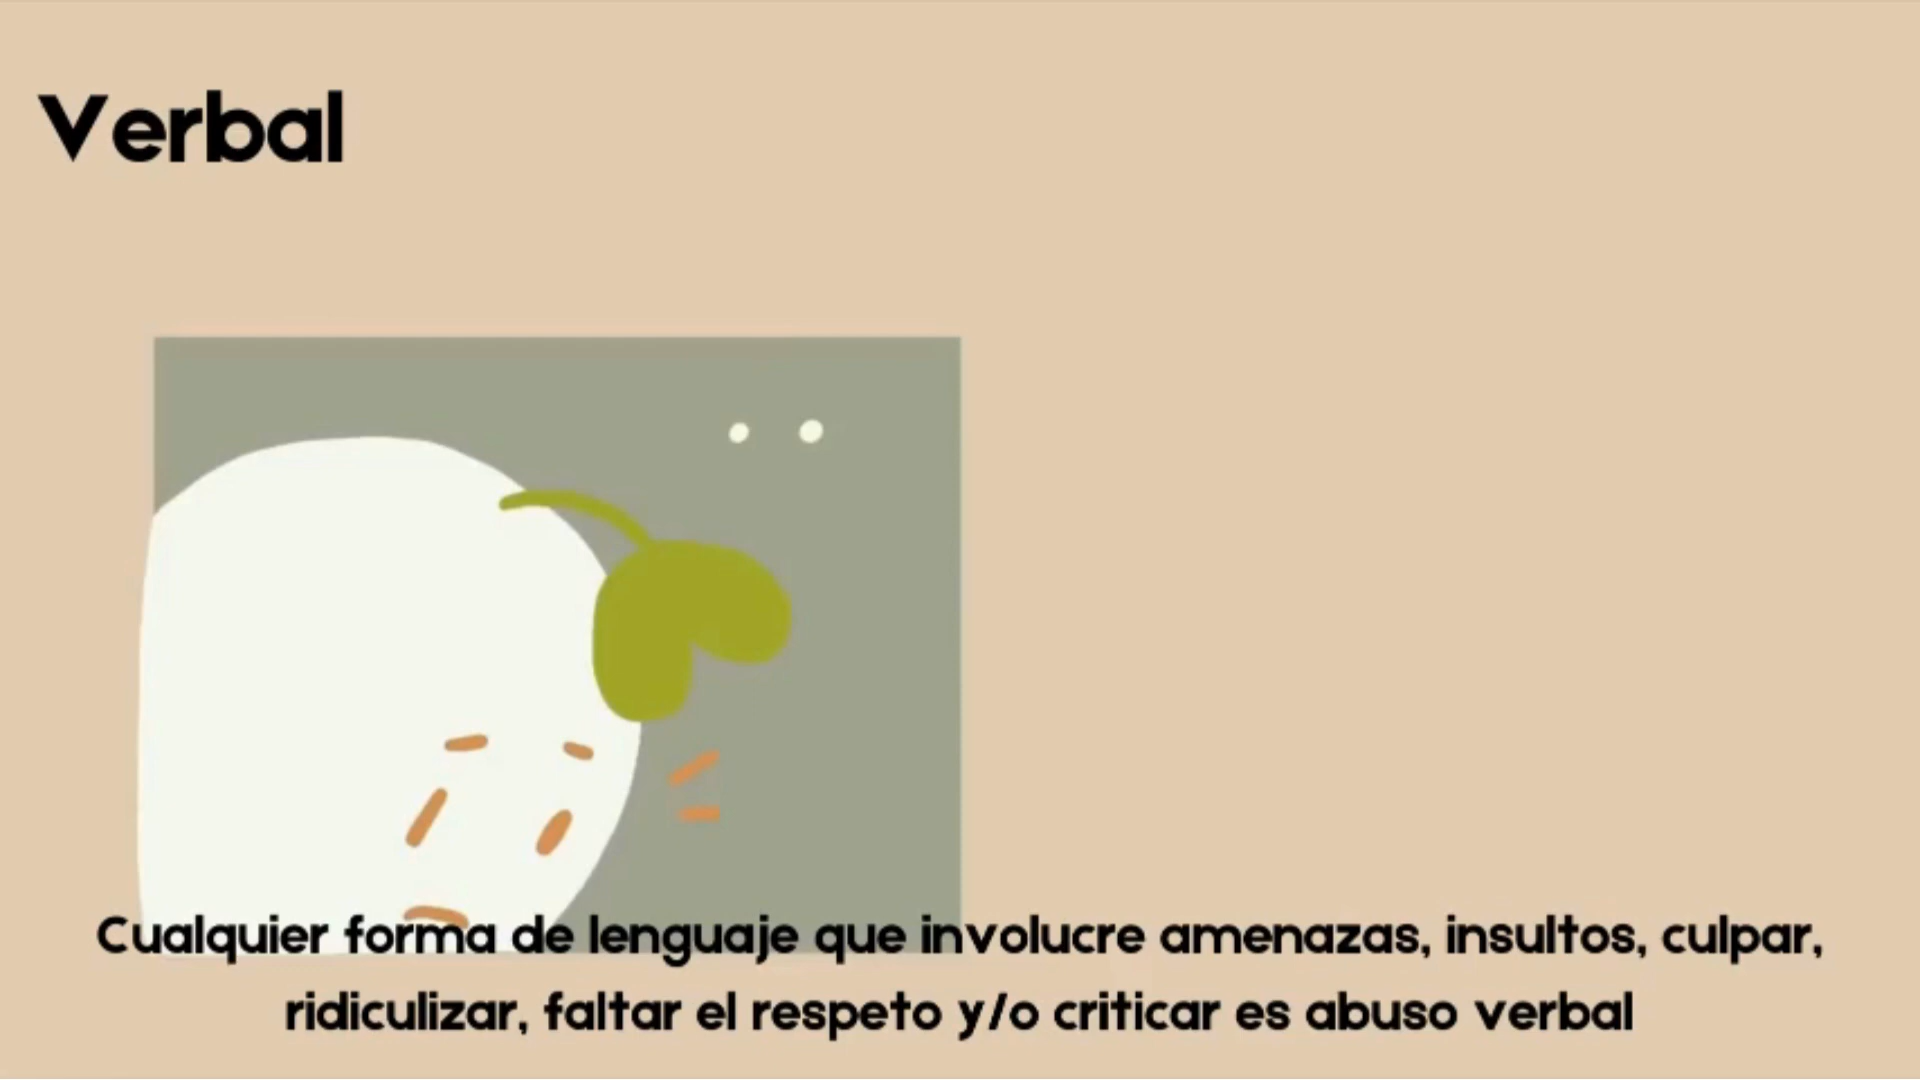 Verbal
Cualquier forma de lenguaje que involucre amenazas, insultos, culpar,
ridiculizar, faltar el respeto y/o criticar es abuso verbal